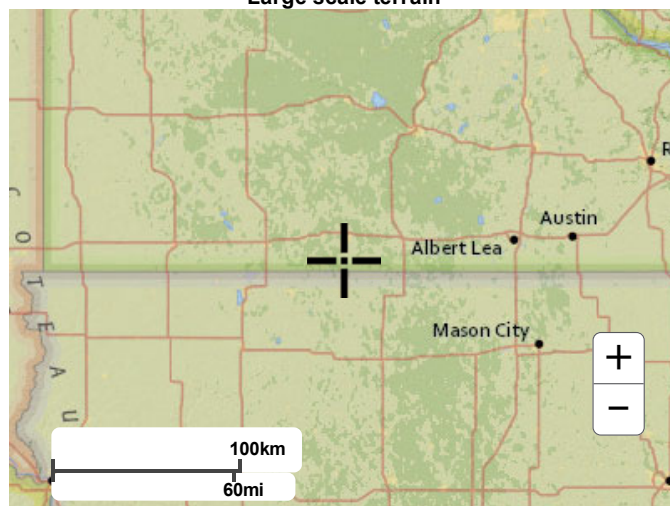 Large scale terrain
R
Austin
Albert Lea
C
O
T
E
A
U
Mason City
+
−
100km
60mi